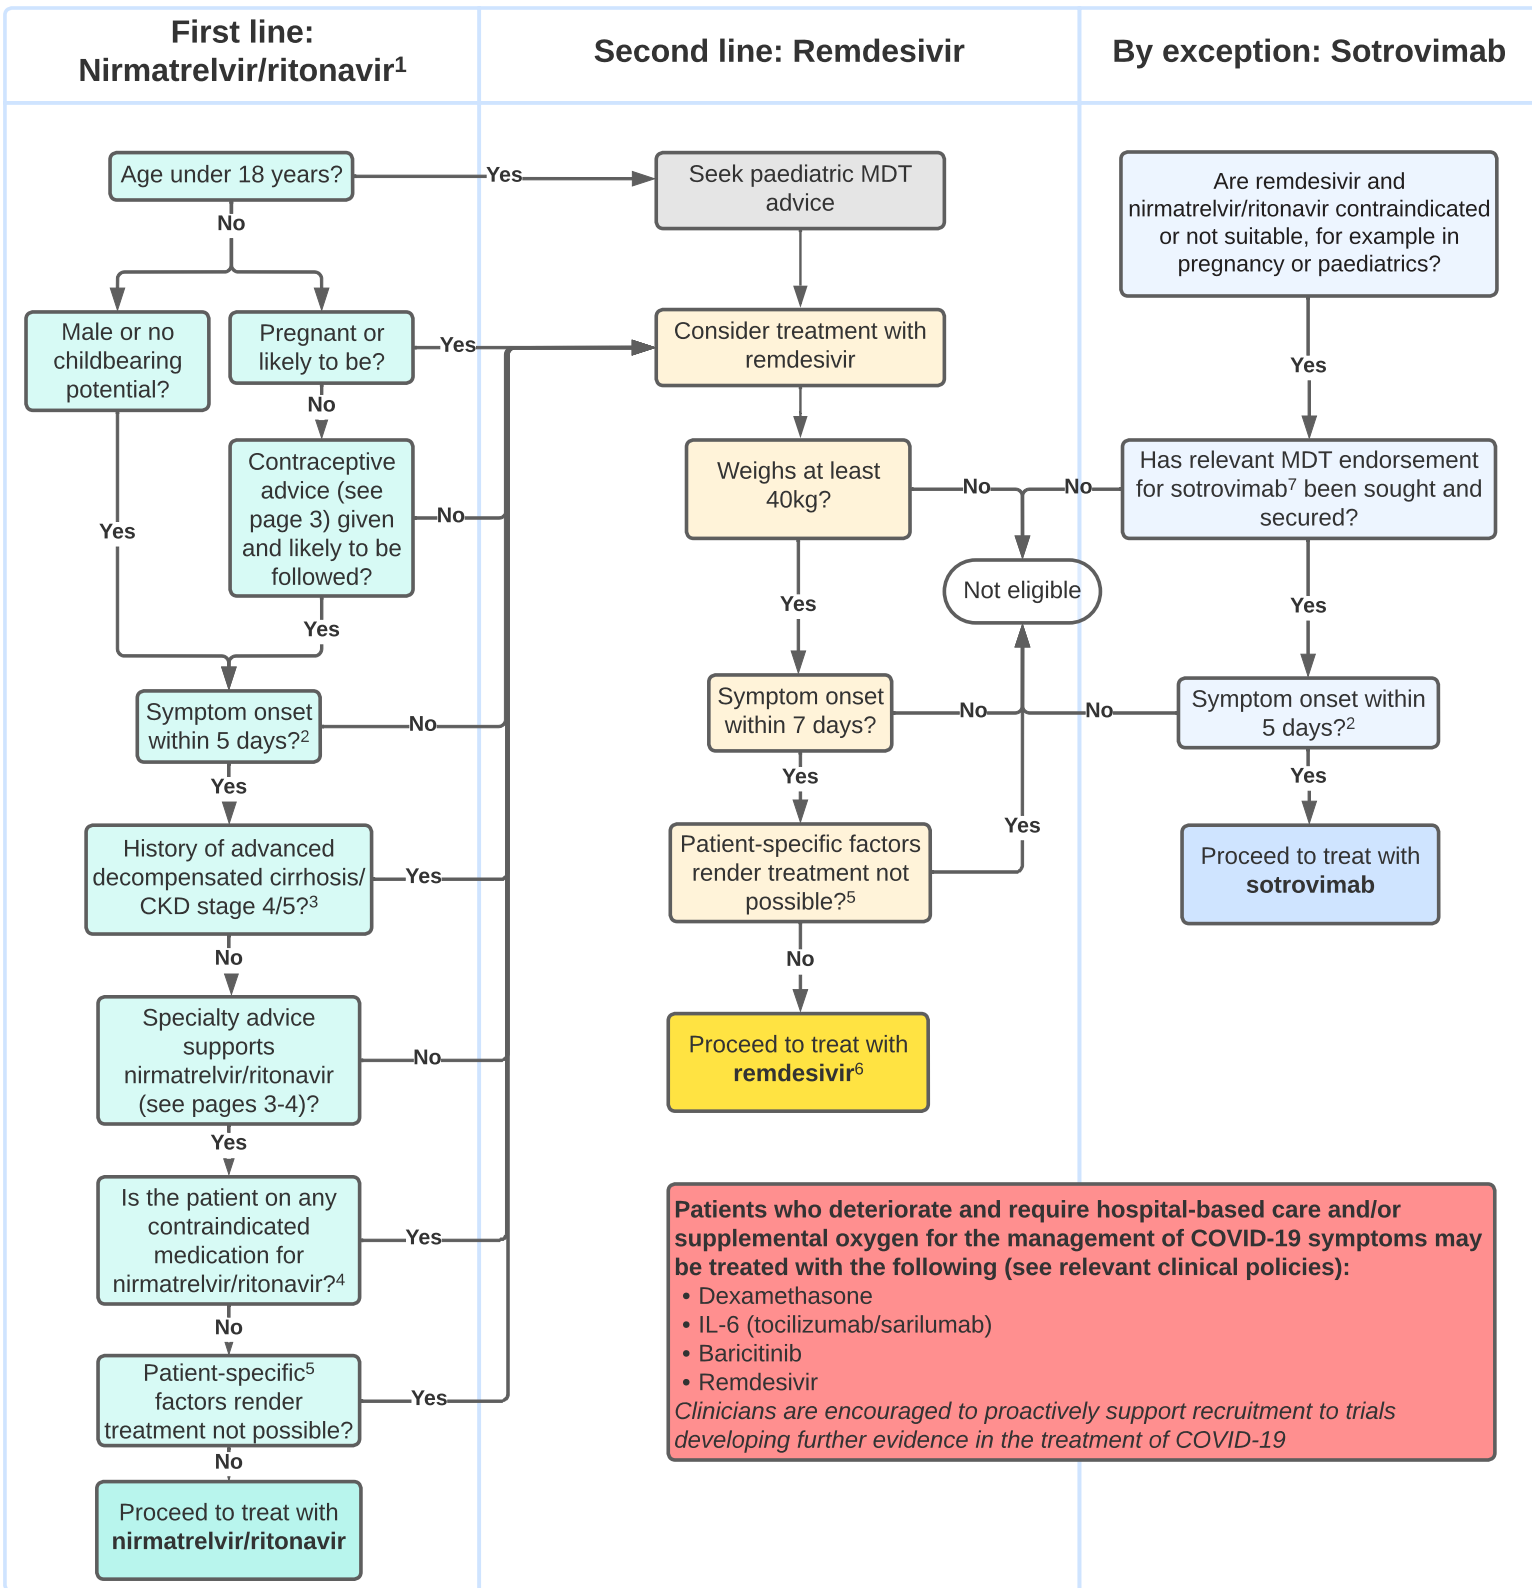 First line:
Nirmatrelvir/ritonavir¹
Second line: Remdesivir
By exception: Sotrovimab
Age under 18 years?
Yes
No
Male or no
childbearing
potential?
Yes
Pregnant or
likely to be?
Yes
No
Contraceptive
advice (see
page 3) given
and likely to be
followed?
No
Yes
Symptom onset
within 5 days?²
No
Yes
History of advanced
decompensated cirrhosis/
CKD stage 4/5?³
Yes
No
Specialty advice
supports
nirmatrelvir/ritonavir
(see pages 3-4)?
No
Yes
Is the patient on any
contraindicated
medication for
nirmatrelvir/ritonavir?⁴
Yes
No
Patient-specific⁵
factors render
treatment not possible?
Yes
No
Proceed to treat with
nirmatrelvir/ritonavir
Seek paediatric MDT
advice
Consider treatment with
remdesivir
Weighs at least
40kg?
No
Yes
Not eligible
Symptom onset
within 7 days?
No
Yes
Patient-specific factors
render treatment not
possible?⁵
Yes
No
Proceed to treat with
remdesivir⁶
Are remdesivir and
nirmatrelvir/ritonavir contraindicated
or not suitable, for example in
pregnancy or paediatrics?
Yes
Has relevant MDT endorsement
for sotrovimab⁷ been sought and
secured?
No
Yes
Symptom onset within
5 days?²
No
Yes
Proceed to treat with
sotrovimab
Patients who deteriorate and require hospital-based care and/or
supplemental oxygen for the management of COVID-19 symptoms may
be treated with the following (see relevant clinical policies):
• Dexamethasone
• IL-6 (tocilizumab/sarilumab)
• Baricitinib
• Remdesivir
Clinicians are encouraged to proactively support recruitment to trials
developing further evidence in the treatment of COVID-19